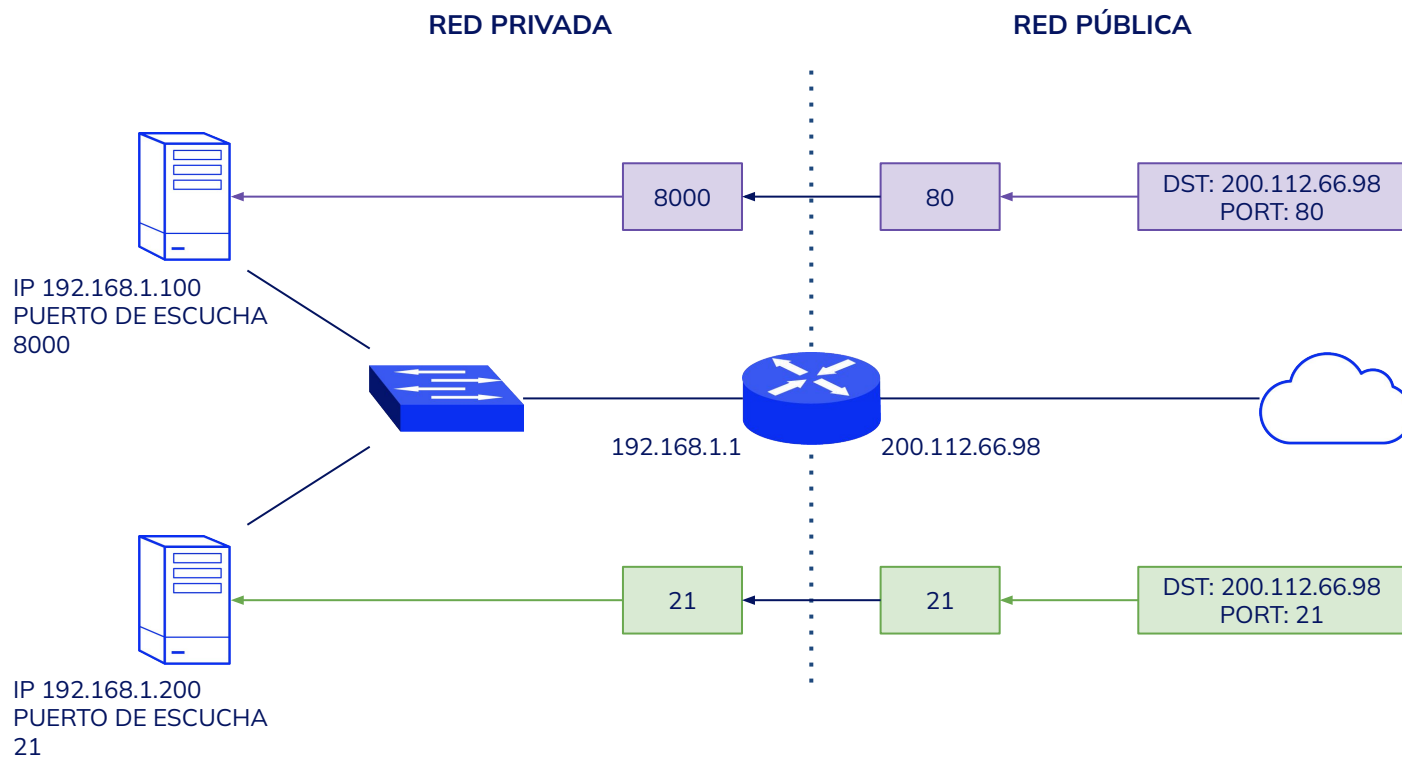 RED PRIVADA
RED PÚBLICA
8000
80
DST: 200.112.66.98
PORT: 80
IP 192.168.1.100
PUERTO DE ESCUCHA
8000
192.168.1.1
200.112.66.98
21
21
DST: 200.112.66.98
PORT: 21
IP 192.168.1.200
PUERTO DE ESCUCHA
21